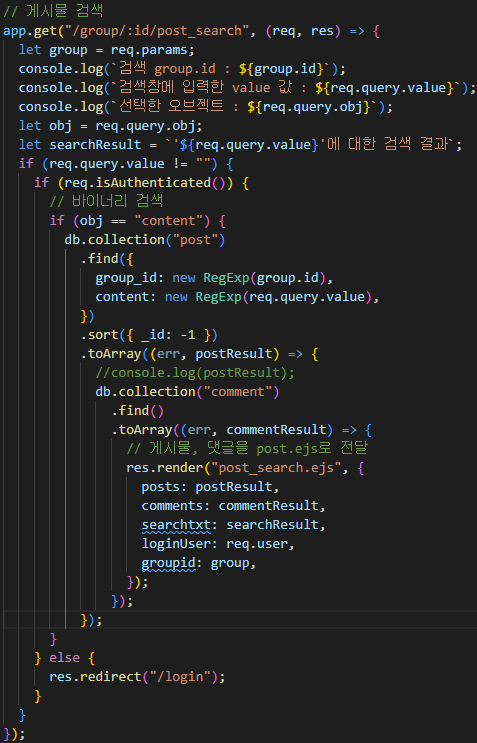 // 게시물 검색
app.get("/group/:id/post_search", (req, res) => {
  let group = req.params;
  console.log(`검색 group.id : ${group.id}`);
  console.log(`검색창에 입력한 value 값 : ${req.query.value}`);
  console.log(`선택한 오브젝트 : ${req.query.obj}`);
  let obj = req.query.obj;
  let searchResult = `'${req.query.value}'에 대한 검색 결과`;
  if (req.query.value != "") {
    if (req.isAuthenticated()) {
      // 바이너리 검색
      if (obj == "content") {
        db.collection("post")
          .find({
            group_id: new RegExp(group.id),
            content: new RegExp(req.query.value),
          })
          .sort({ _id: -1 })
          .toArray((err, postResult) => {
            //console.log(postResult);
            db.collection("comment")
              .find()
              .toArray((err, commentResult) => {
                // 게시물, 댓글을 post.ejs로 전달
                res.render("post_search.ejs", {
                  posts: postResult,
                  comments: commentResult,
                  searchtxt: searchResult,
                  loginUser: req.user,
                  groupid: group,
                });
              });
          });
      }
    } else {
      res.redirect("/login");
    }
  }
});